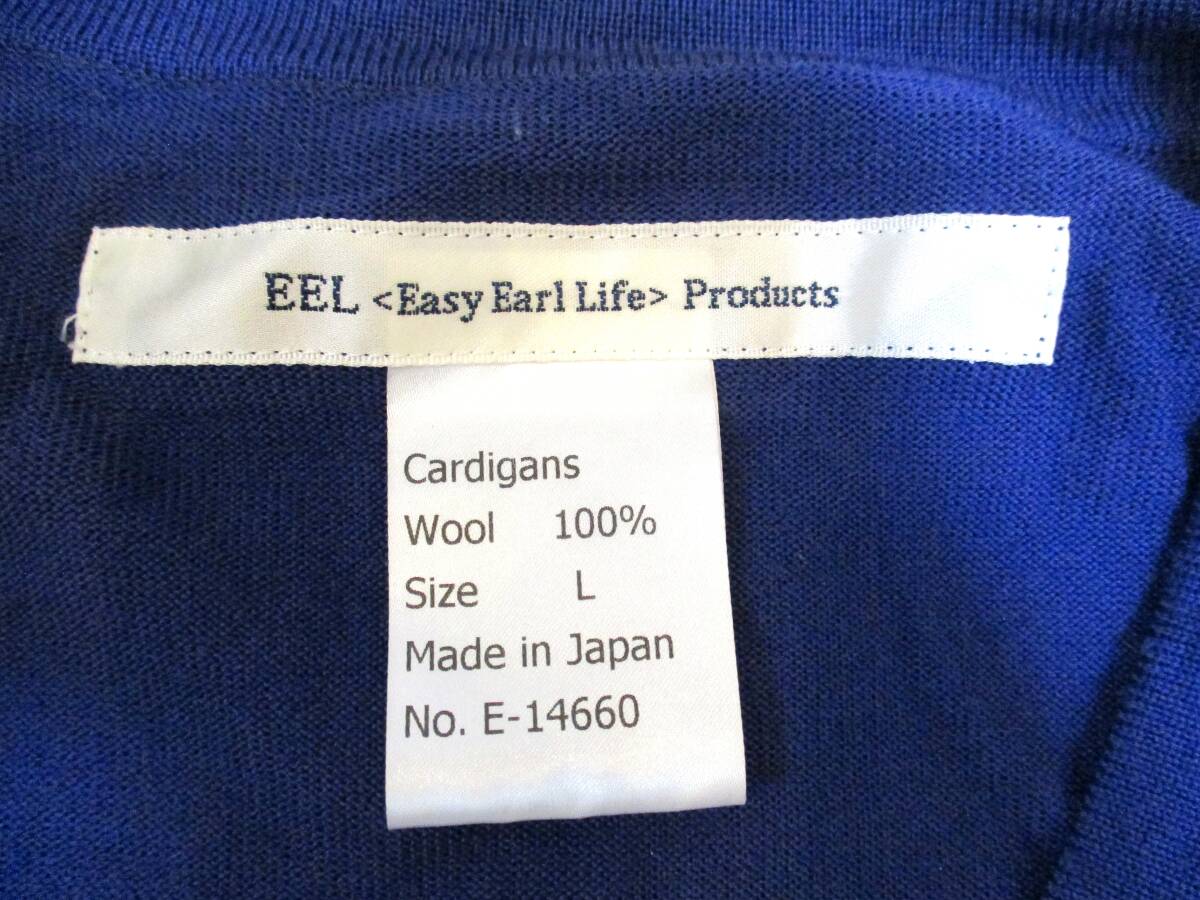 EEL <Easy Earl Life> Products
Cardigans
Wool 100%
Size L
Made in Japan
No. E-14660